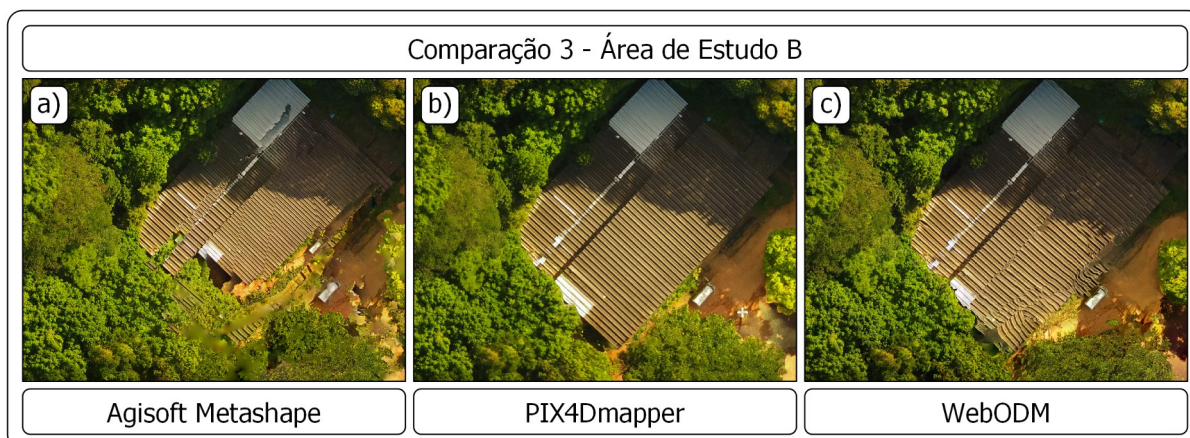 Comparação 3 - Área de Estudo B
a)
b)
c)
Agisoft Metashape
PIX4Dmapper
WebODM